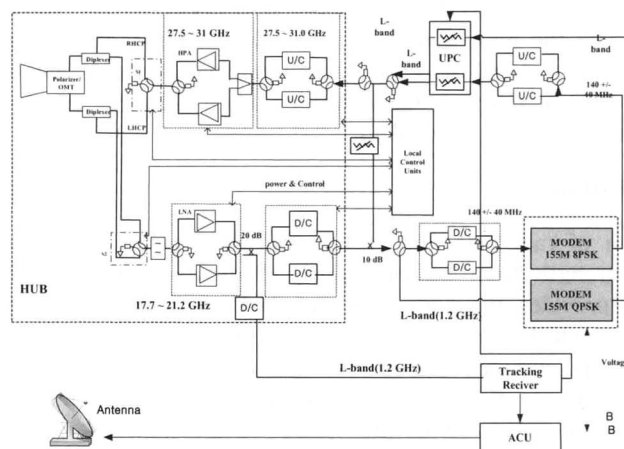 L-band
RHCP
27.5 ~ 31 GHz
27.5 ~ 31.0 GHz
L-band
L-band
Diplexer
HPA
U/C
U/C
UPC
U/C
U/C
140 +/-
40 MHz
Polarizer/
OMT
Diplexer
LHCP
Local
Control
Units
power & Control
LNA
20 dB
D/C
D/C
10 dB
140 +/- 40 MHz
D/C
D/C
MODEM
155M 8PSK
MODEM
155M QPSK
HUB
17.7 ~ 21.2 GHz
D/C
L-band(1.2 GHz)
L-band(1.2 GHz)
Tracking
Reciver
Voltag
Antenna
ACU
B
B